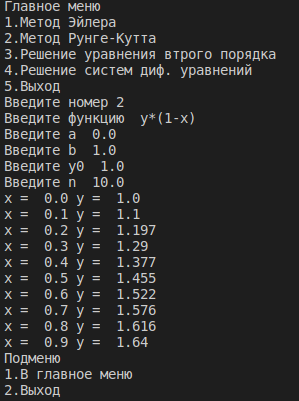 Главное меню
1.Метод Эйлера
2.Метод Рунге-Кутта
3.Решение уравнения втрого порядка
4.Решение систем диф. уравнений
5.Выход
Введите номер 2
Введите функцию  y*(1-x)
Введите a  0.0
Введите b  1.0
Введите y0  1.0
Введите n  10.0
x =  0.0 y =  1.0
x =  0.1 y =  1.1
x =  0.2 y =  1.197
x =  0.3 y =  1.29
x =  0.4 y =  1.377
x =  0.5 y =  1.455
x =  0.6 y =  1.522
x =  0.7 y =  1.576
x =  0.8 y =  1.616
x =  0.9 y =  1.64
Подменю
1.В главное меню
2.Выход